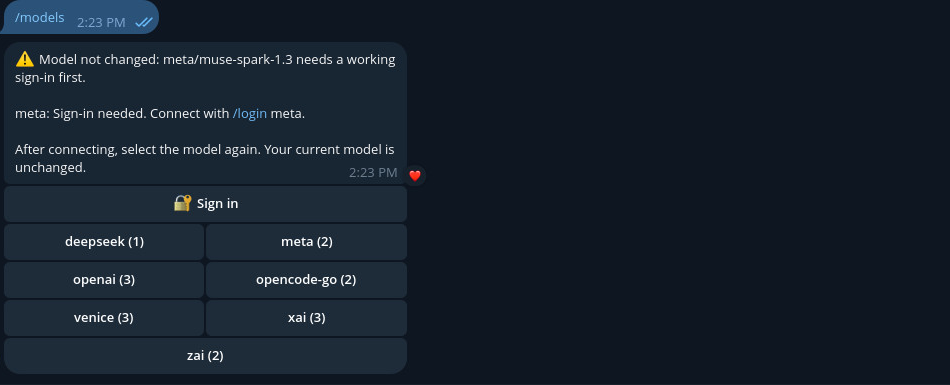 /models 2:23 PM
⚠️ Model not changed: meta/muse-spark-1.3 needs a working
sign-in first.
meta: Sign-in needed. Connect with /login meta.
After connecting, select the model again. Your current model is
unchanged.
2:23 PM
🔐 Sign in
deepseek (1)
meta (2)
openai (3)
opencode-go (2)
venice (3)
xai (3)
zai (2)